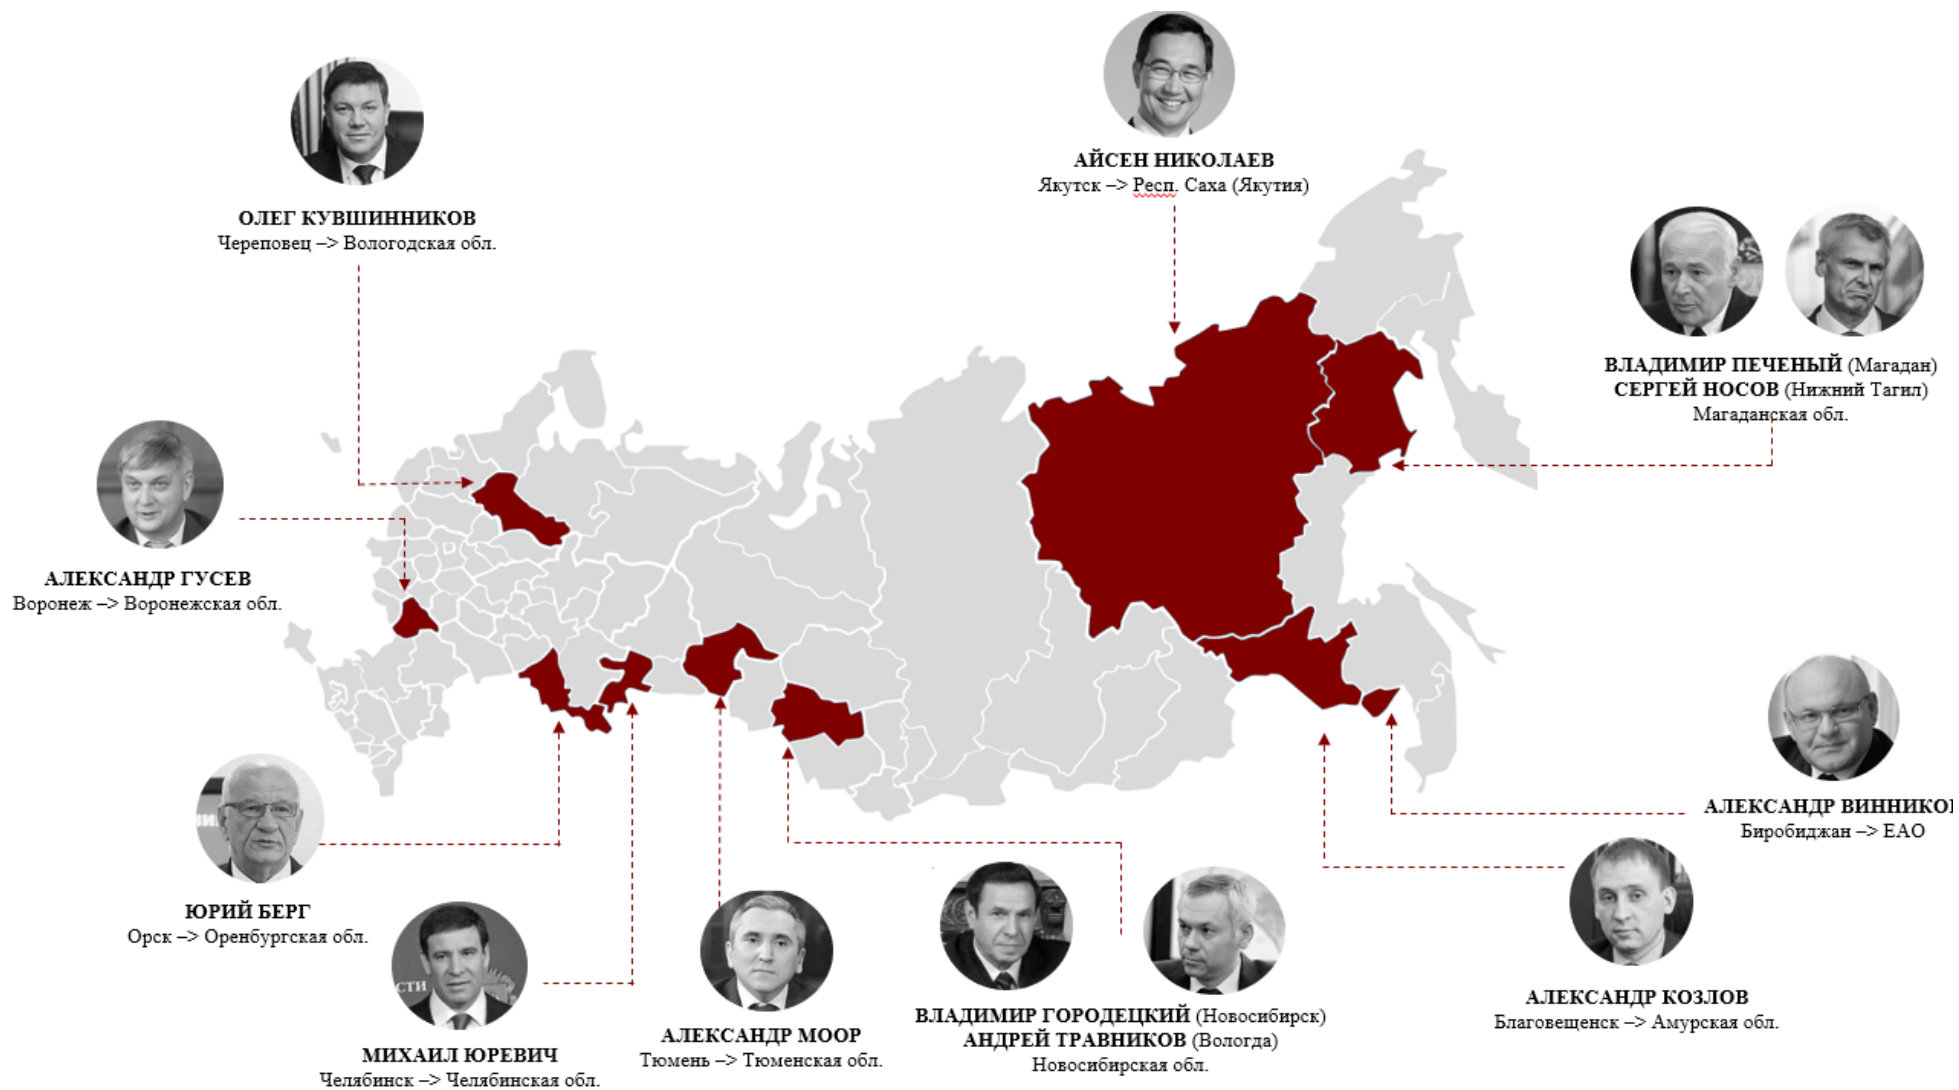 АЙСЕН НИКОЛАЕВ
Якутск –> Респ. Саха (Якутия)
ОЛЕГ КУВШИННИКОВ
Череповец –> Вологодская обл.
ВЛАДИМИР ПЕЧЕНЫЙ (Магадан)
СЕРГЕЙ НОСОВ (Нижний Тагил)
Магаданская обл.
АЛЕКСАНДР ГУСЕВ
Воронеж –> Воронежская обл.
АЛЕКСАНДР ВИННИКОВ
Биробиджан –> ЕАО
ЮРИЙ БЕРГ
Орск –> Оренбургская обл.
СТИ
МИХАИЛ ЮРЕВИЧ
Челябинск –> Челябинская обл.
АЛЕКСАНДР МООР
Тюмень –> Тюменская обл.
ВЛАДИМИР ГОРОДЕЦКИЙ (Новосибирск)
АНДРЕЙ ТРАВНИКОВ (Вологда)
Новосибирская обл.
АЛЕКСАНДР КОЗЛОВ
Благовещенск –> Амурская обл.